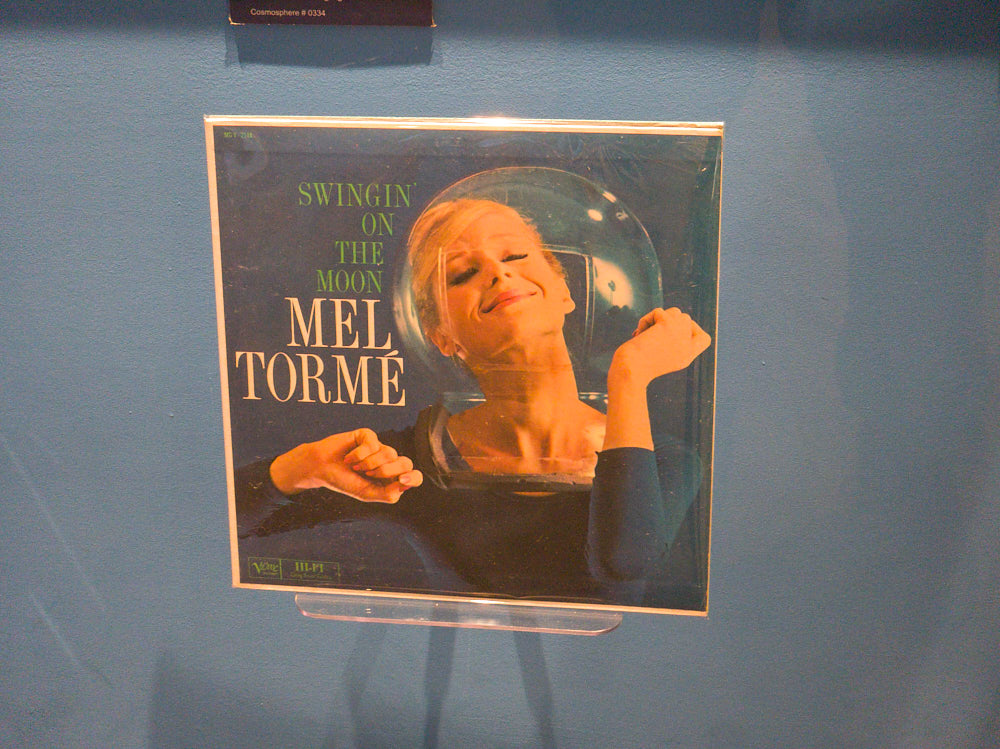 Cosmosphere # 0334
SWINGIN'
ON
THE
MOON
MEL
TORMÉ
Verve
HI-FI